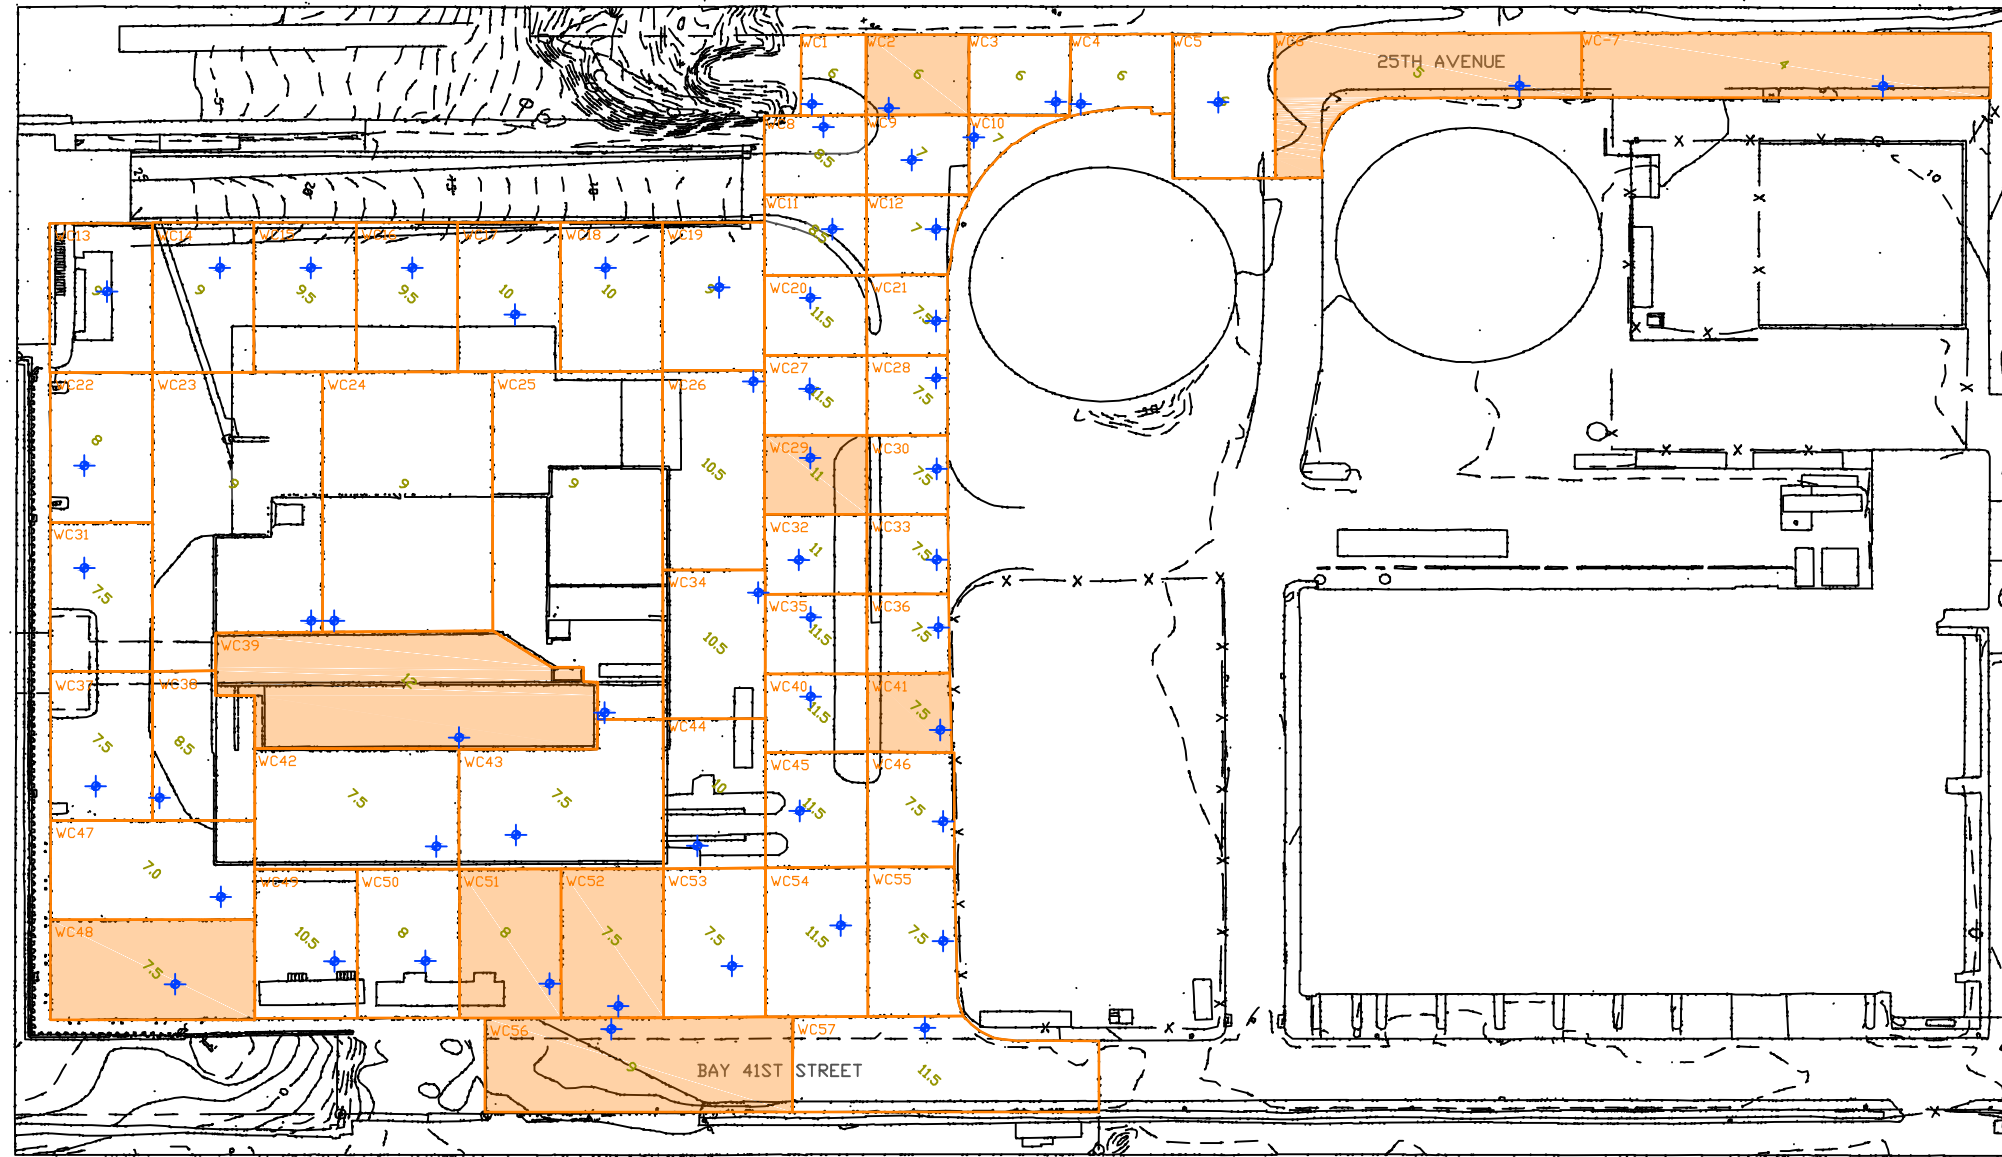 WC1
WC2
WC3
WC4
WC5
WC6
WC-7
25TH AVENUE
6
6
6
6
6
5
4
WC8
WC9
WC10
8.5
7
7
WC11
WC12
8.5
7
WC13
WC14
WC15
WC16
WC17
WC18
WC19
9
9
9.5
9.5
10
10
9
WC20
WC21
11.5
7.5
WC22
WC23
WC24
WC25
WC26
WC27
WC28
11.5
7.5
8
9
9
9
10.5
WC29
WC30
11
7.5
WC31
WC32
WC33
7.5
11
7.5
WC34
WC35
WC36
10.5
11.5
7.5
WC37
WC38
WC39
12
WC40
WC41
7.5
8.5
11.5
7.5
WC42
WC43
WC44
WC45
WC46
7.5
7.5
10
11.5
7.5
WC47
7.0
WC48
7.5
WC49
WC50
WC51
WC52
WC53
WC54
WC55
10.5
8
8
7.5
7.5
11.5
7.5
WC56
WC57
9
BAY 41ST STREET
11.5